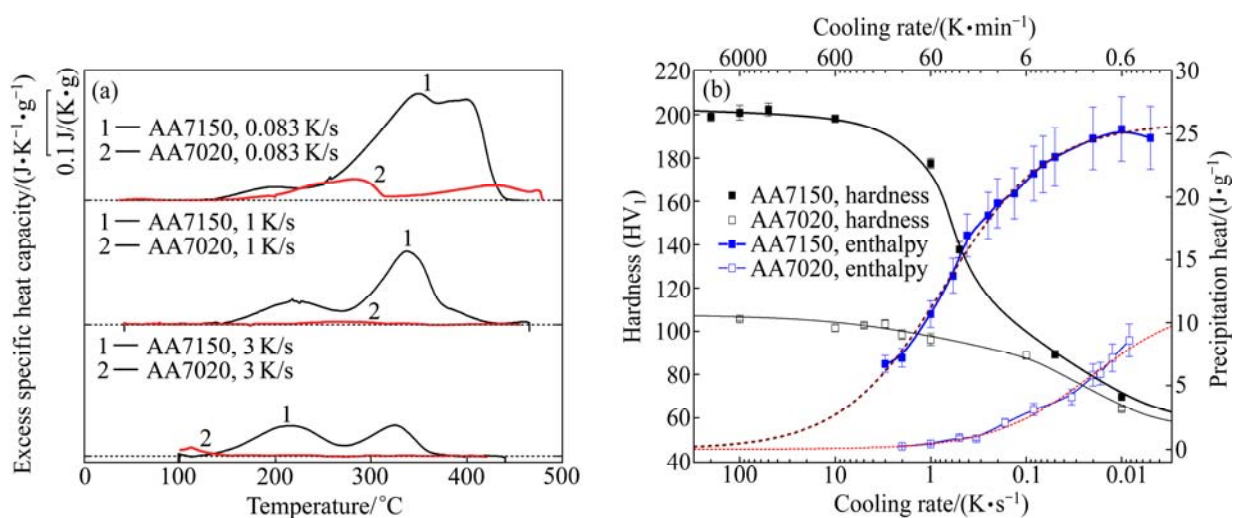 (a)
Excess specific heat capacity/(J•K⁻¹•g⁻¹)
0.1 J/(K•g)
1 — AA7150, 0.083 K/s
2 — AA7020, 0.083 K/s
1
2
1 — AA7150, 1 K/s
2 — AA7020, 1 K/s
1
2
1 — AA7150, 3 K/s
2 — AA7020, 3 K/s
1
2
0 100 200 300 400 500
Temperature/°C
Cooling rate/(K•min⁻¹)
6000 600 60 6 0.6
(b)
Hardness (HV₁)
200
180
160
140
120
100
80
60
40
AA7150, hardness
AA7020, hardness
AA7150, enthalpy
AA7020, enthalpy
30
25
20
15
10
5
0
Precipitation heat/(J•g⁻¹)
100 10 1 0.1 0.01
Cooling rate/(K•s⁻¹)